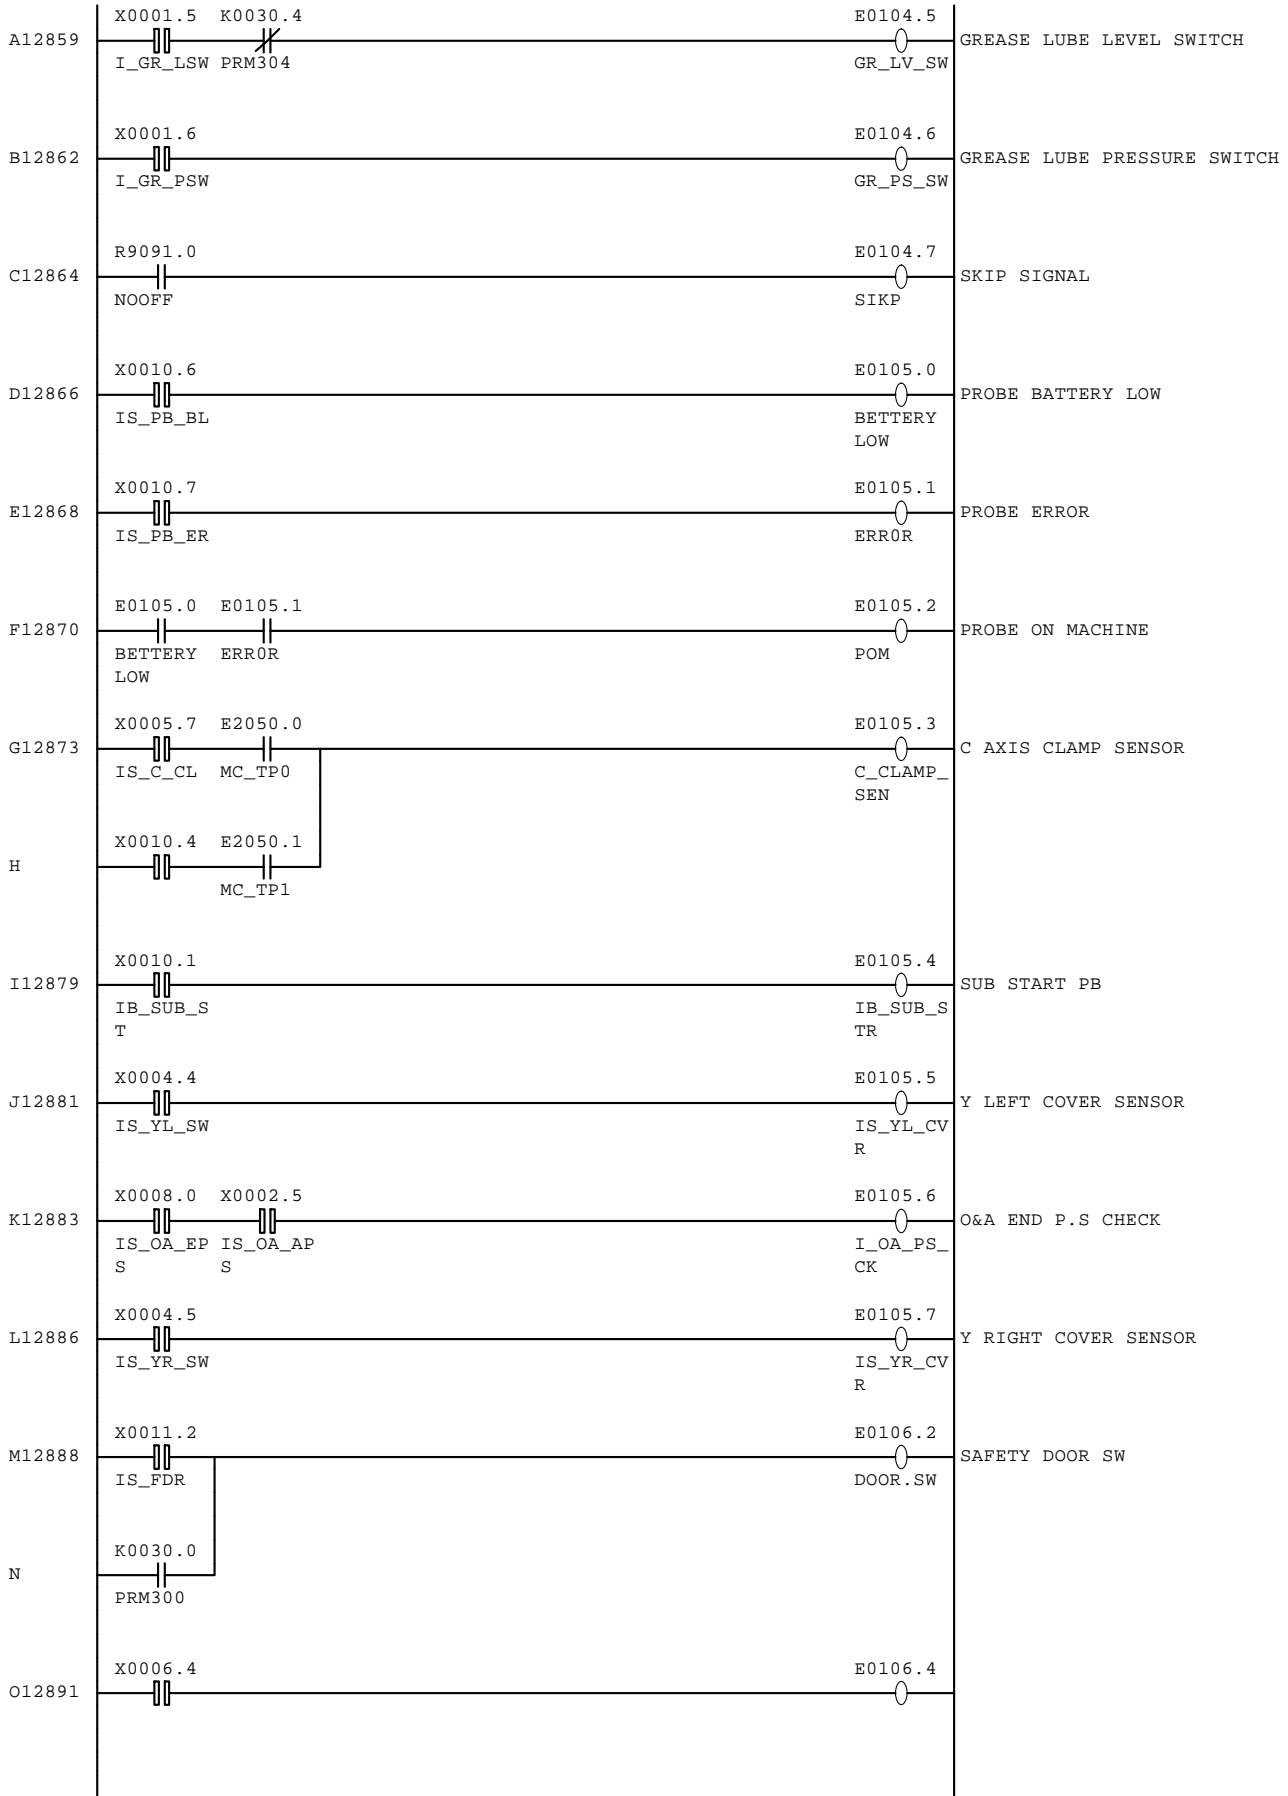 X0001.5 K0030.4 E0104.5
A12859 GREASE LUBE LEVEL SWITCH
I_GR_LSW PRM304 GR_LV_SW
X0001.6 E0104.6
B12862 GREASE LUBE PRESSURE SWITCH
I_GR_PSW GR_PS_SW
R9091.0 E0104.7
C12864 SKIP SIGNAL
NOOFF SIKP
X0010.6 E0105.0
D12866 PROBE BATTERY LOW
IS_PB_BL BETTERY
LOW
X0010.7 E0105.1
E12868 PROBE ERROR
IS_PB_ER ERR0R
E0105.0 E0105.1 E0105.2
F12870 PROBE ON MACHINE
BETTERY ERR0R POM
LOW
X0005.7 E2050.0 E0105.3
G12873 C AXIS CLAMP SENSOR
IS_C_CL MC_TP0 C_CLAMP_
SEN
X0010.4 E2050.1
H
MC_TP1
X0010.1 E0105.4
I12879 SUB START PB
IB_SUB_S IB_SUB_S
T TR
X0004.4 E0105.5
J12881 Y LEFT COVER SENSOR
IS_YL_SW IS_YL_CV
R
X0008.0 X0002.5 E0105.6
K12883 O&A END P.S CHECK
IS_OA_EP IS_OA_AP I_OA_PS_
S S CK
X0004.5 E0105.7
L12886 Y RIGHT COVER SENSOR
IS_YR_SW IS_YR_CV
R
X0011.2 E0106.2
M12888 SAFETY DOOR SW
IS_FDR DOOR.SW
K0030.0
N
PRM300
X0006.4 E0106.4
O12891